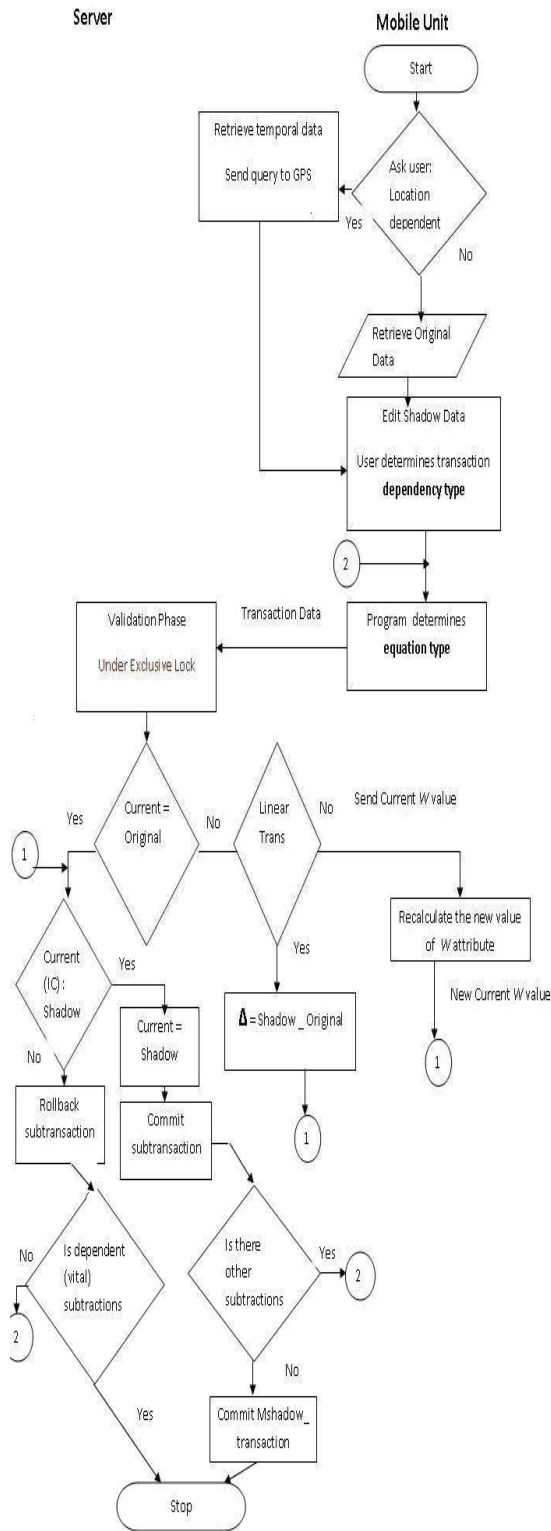 Server
Mobile Unit
Start
Retrieve temporal data
Send query to GPS
Ask user:
Location
dependent
Yes
No
Retrieve Original
Data
Edit Shadow Data
User determines transaction
dependency type
2
Program determines
equation type
Transaction Data
Validation Phase
Under Exclusive Lock
Current =
Original
Yes
No
Linear
Trans
No
Send Current W value
Yes
1
Recalculate the new value
of W attribute
New Current W value
1
Current
(IC) :
Shadow
Yes
No
Current =
Shadow
Δ = Shadow _ Original
1
Rollback
subtransaction
Commit
subtransaction
Is dependent
(vital)
subtractions
No
2
Yes
Is there
other
subtractions
Yes
2
No
Commit Mshadow_
transaction
Stop